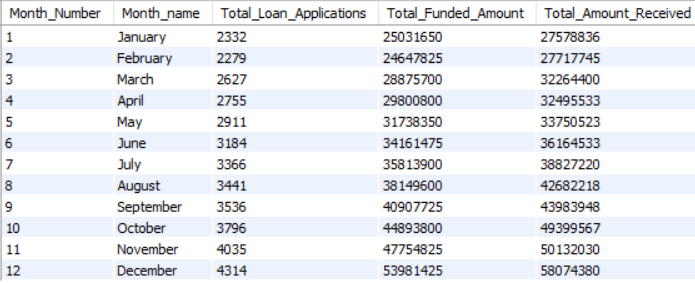 Month_Number Month_name Total_Loan_Applications Total_Funded_Amount Total_Amount_Received
1 January 2332 25031650 27578836
2 February 2279 24647825 27717745
3 March 2627 28875700 32264400
4 April 2755 29800800 32495533
5 May 2911 31738350 33750523
6 June 3184 34161475 36164533
7 July 3366 35813900 38827220
8 August 3441 38149600 42682218
9 September 3536 40907725 43983948
10 October 3796 44893800 49399567
11 November 4035 47754825 50132030
12 December 4314 53981425 58074380